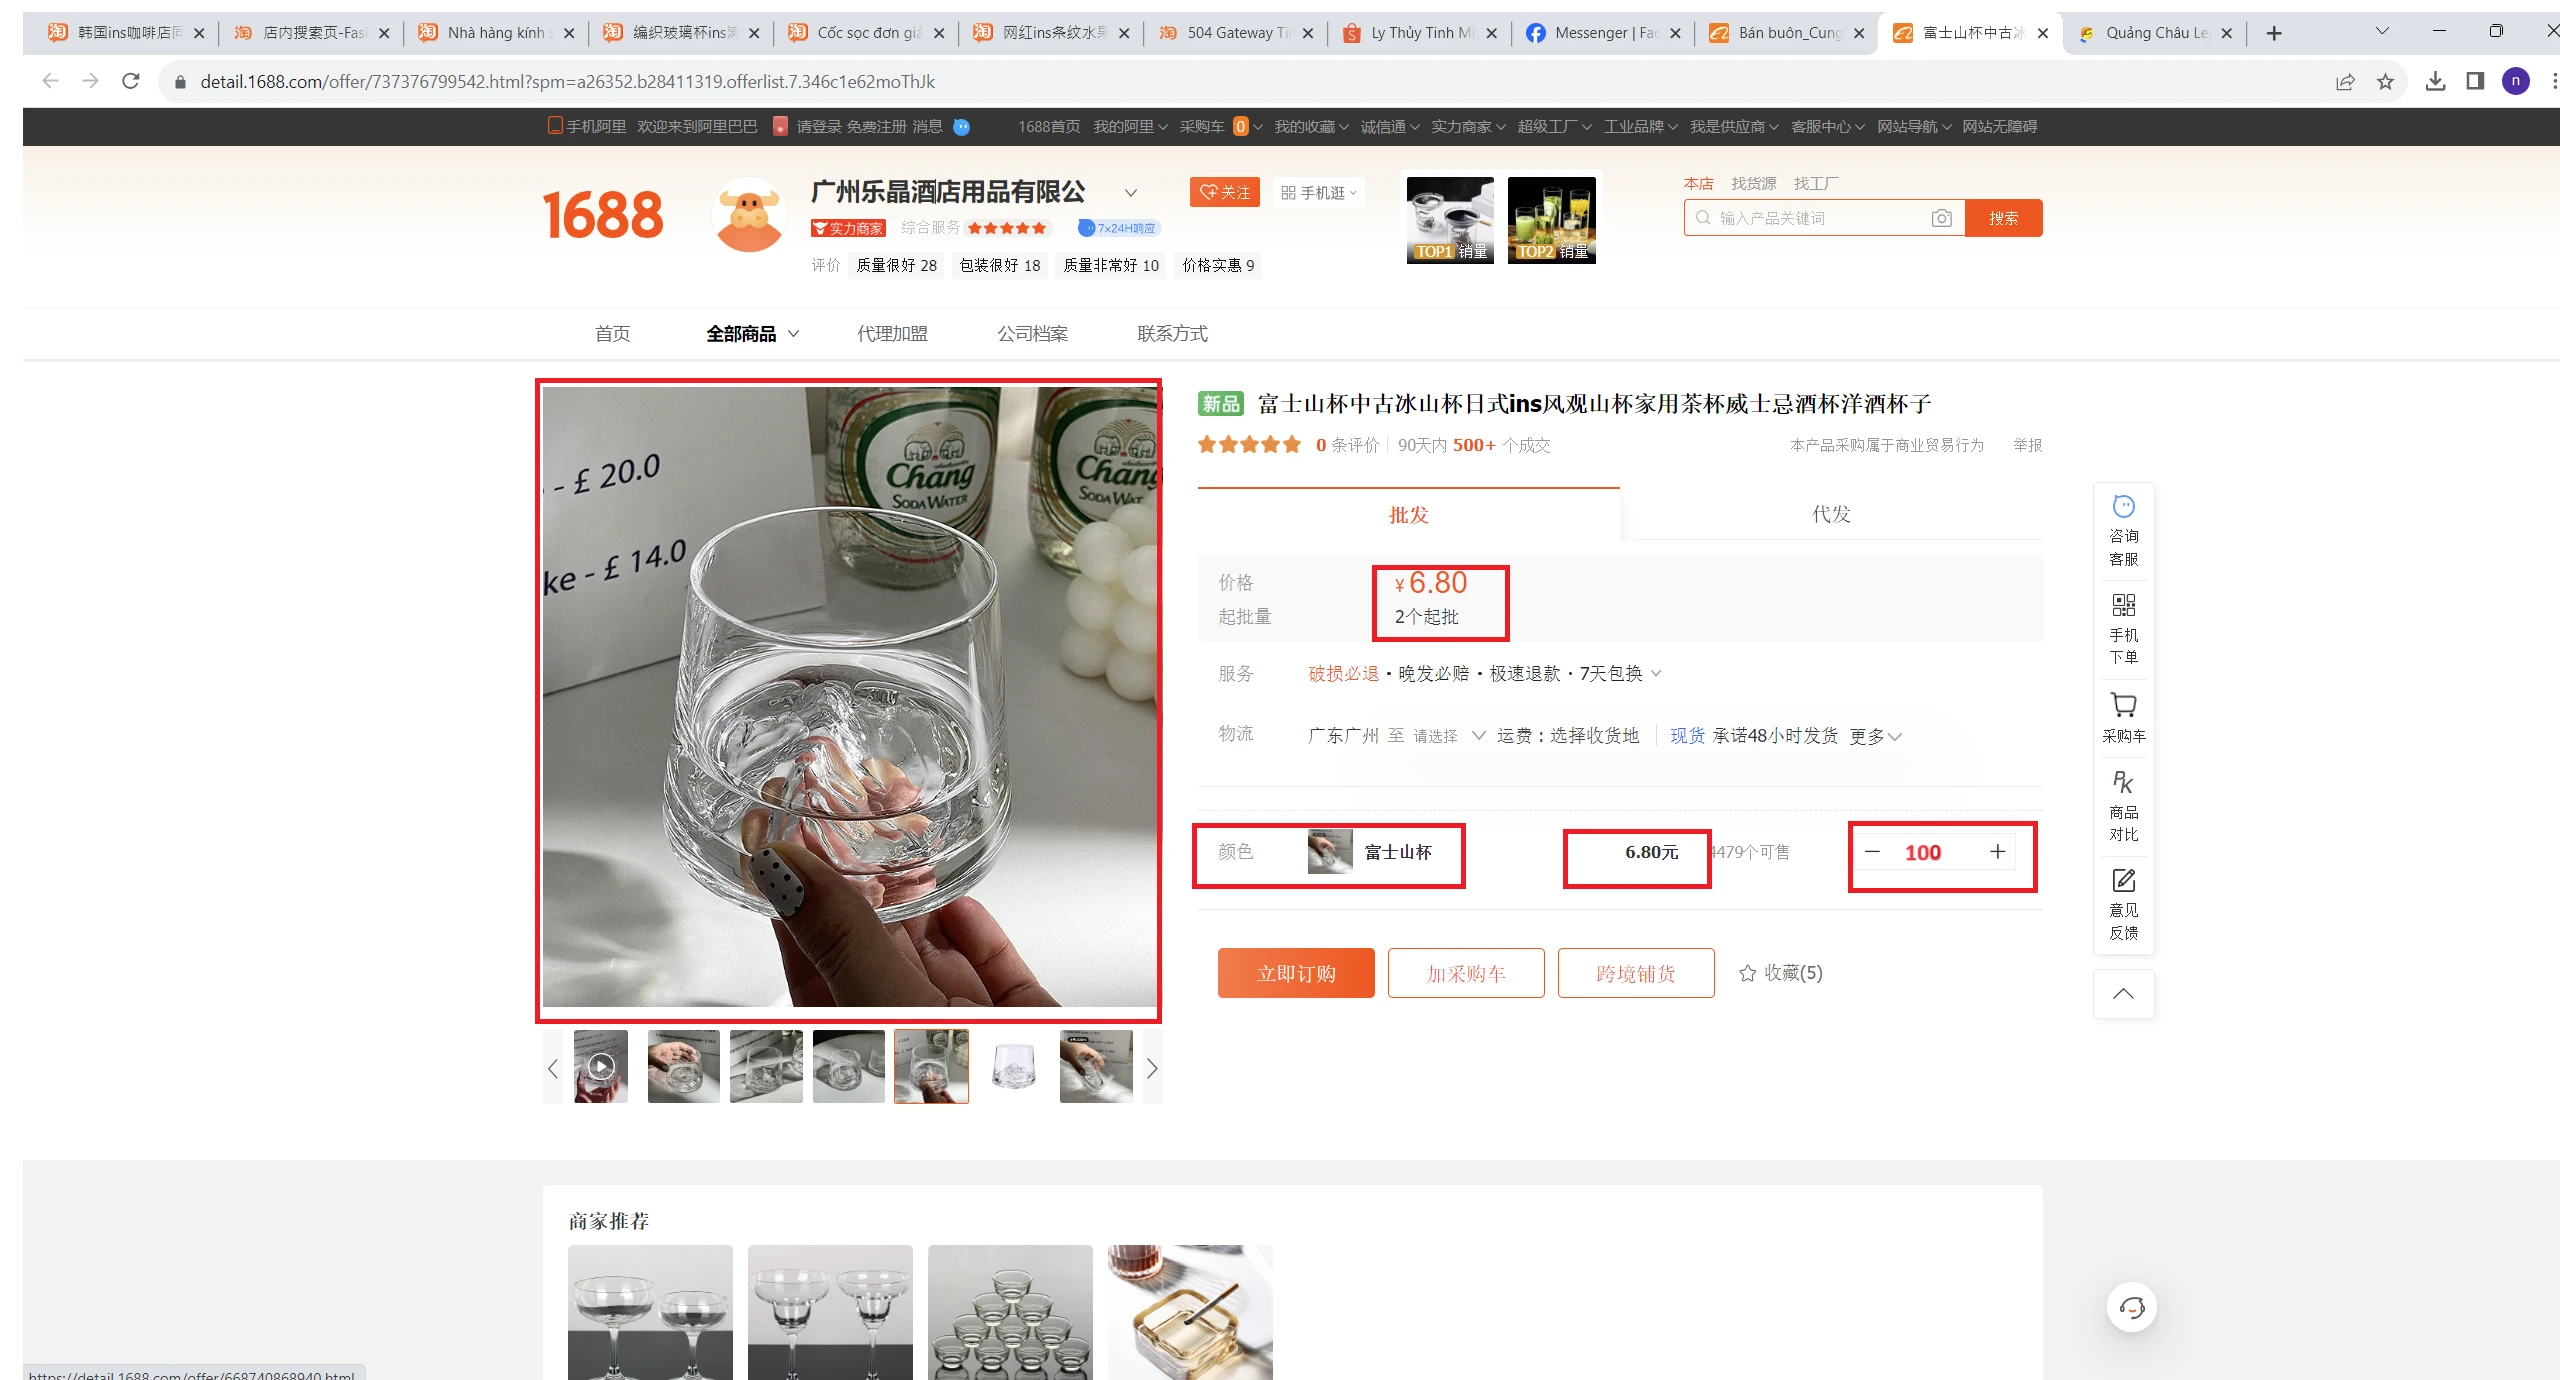 韩国ins咖啡店同
店内搜索页-Fas
Nhà hàng kính
编织玻璃杯ins
Cốc sọc đơn giả
网红ins条纹水果
504 Gateway Ti
Ly Thủy Tinh Mi
Messenger | Fac
Bán buôn_Cung
富士山杯中古冰
Quảng Châu Le
detail.1688.com/offer/737376799542.html?spm=a26352.b28411319.offerlist.7.346c1e62moThJk
n
手机阿里 欢迎来到阿里巴巴 请登录 免费注册 消息 1688首页 我的阿里 采购车 0 我的收藏 诚信通 实力商家 超级工厂 工业品牌 我是供应商 客服中心 网站导航 网站无障碍
1688
广州乐晶酒店用品有限公
关注
手机逛
实力商家 综合服务 7×24H响应
评价 质量很好 28 包装很好 18 质量非常好 10 价格实惠 9
TOP1 销量
TOP2 销量
本店 找货源 找工厂
输入产品关键词
搜索
首页 全部商品 代理加盟 公司档案 联系方式
- £ 20.0
ke - £ 14.0
Chang
SODA WATER
Chang
SODA WAT
新品 富士山杯中古冰山杯日式ins风观山杯家用茶杯威士忌酒杯洋酒杯子
0 条评价 90天内 500+ 个成交 本产品采购属于商业贸易行为 举报
批发 代发
价格 ¥6.80
起批量 2个起批
服务 破损必退·晚发必赔·极速退款·7天包换
物流 广东广州 至 请选择 运费：选择收货地 现货 承诺48小时发货 更多
颜色 富士山杯 6.80元 4479个可售 − 100 +
立即订购 加采购车 跨境铺货 收藏(5)
咨询
客服
手机
下单
采购车
PK
商品
对比
意见
反馈
商家推荐
https://detail.1688.com/offer/668740868940.html